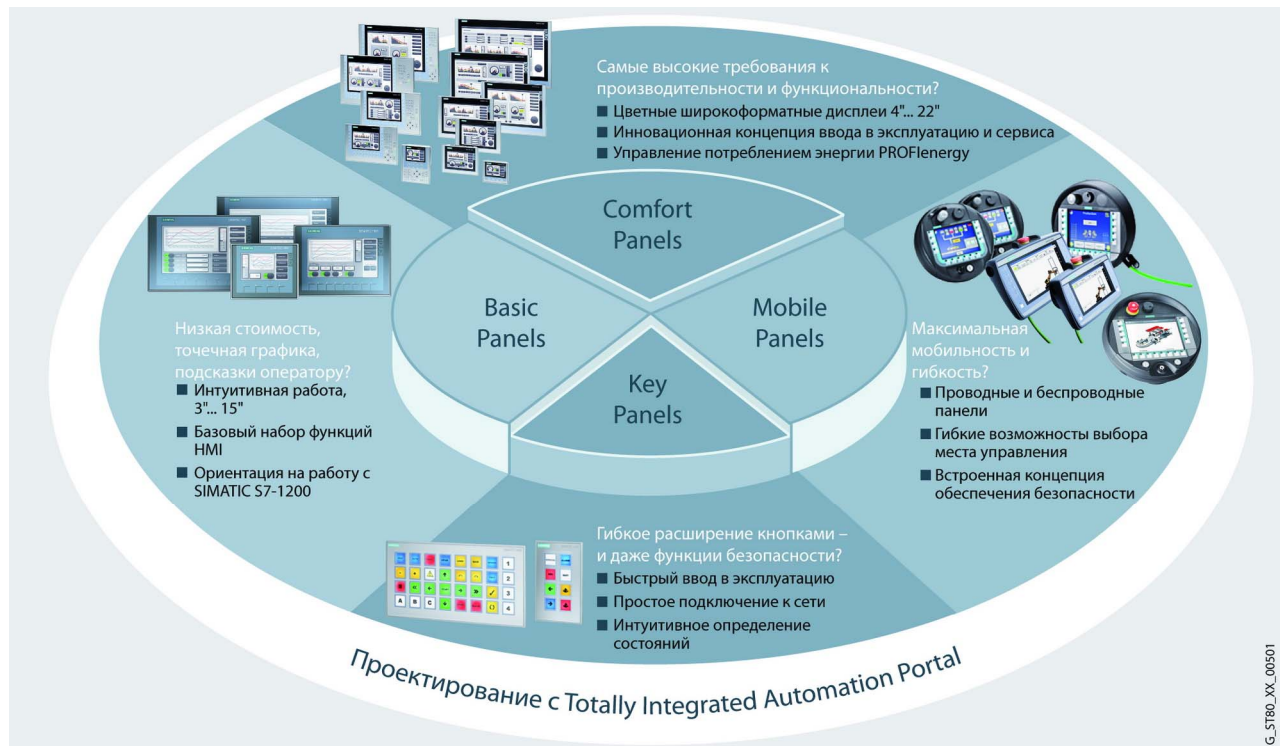 Самые высокие требования к
производительности и функциональности?
■ Цветные широкоформатные дисплеи 4"... 22"
■ Инновационная концепция ввода в эксплуатацию и сервиса
■ Управление потреблением энергии PROFIenergy
Comfort
Panels
Basic
Panels
Mobile
Panels
Key
Panels
Низкая стоимость,
точечная графика,
подсказки оператору?
■ Интуитивная работа,
3"... 15"
■ Базовый набор функций
HMI
■ Ориентация на работу с
SIMATIC S7-1200
Максимальная
мобильность и
гибкость?
■ Проводные и беспроводные
панели
■ Гибкие возможности выбора
места управления
■ Встроенная концепция
обеспечения безопасности
Гибкое расширение кнопками –
и даже функции безопасности?
■ Быстрый ввод в эксплуатацию
■ Простое подключение к сети
■ Интуитивное определение
состояний
1
2
3
A B C 4
Проектирование с Totally Integrated Automation Portal
G_ST80_XX_00501